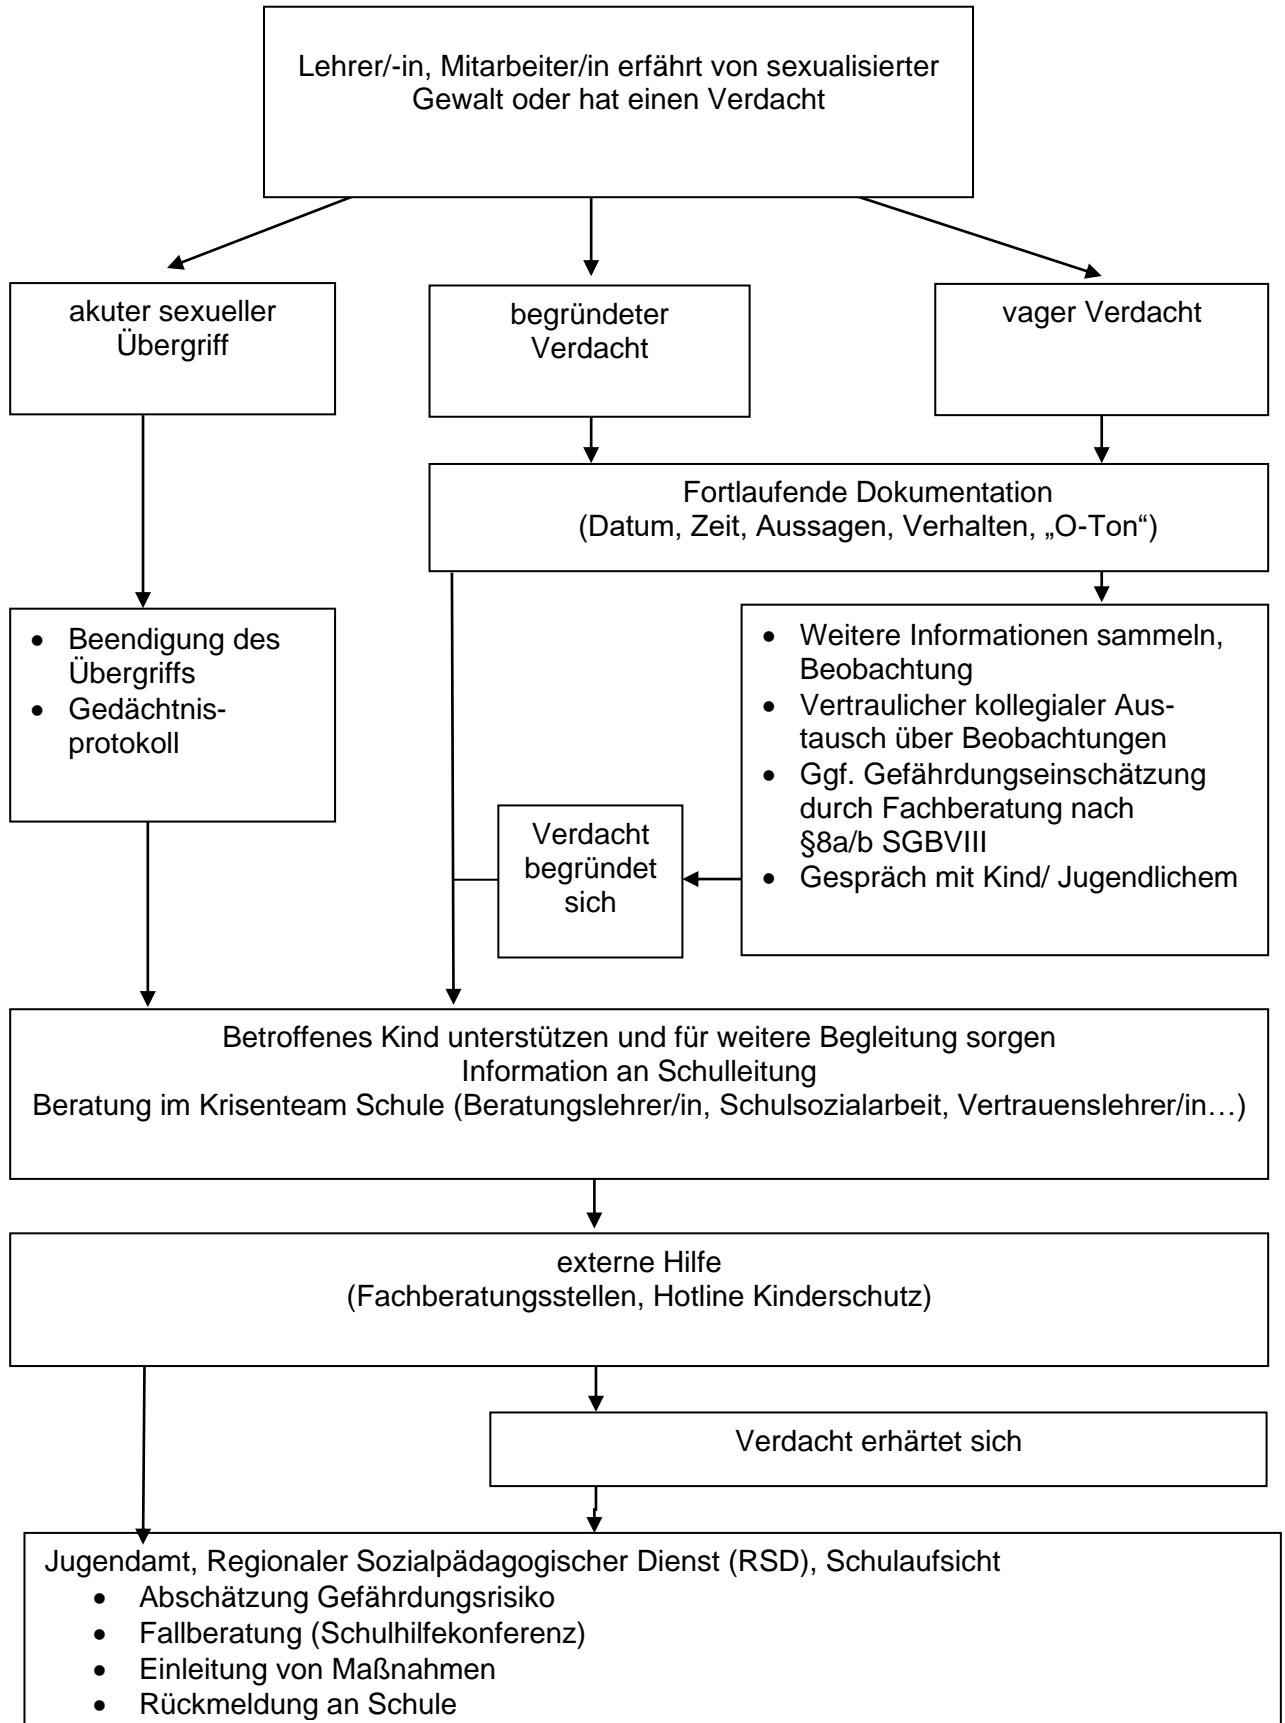 Lehrer/-in, Mitarbeiter/in erfährt von sexualisierter
Gewalt oder hat einen Verdacht
akuter sexueller
Übergriff
begründeter
Verdacht
vager Verdacht
Fortlaufende Dokumentation
(Datum, Zeit, Aussagen, Verhalten, „O-Ton“)
• Beendigung des
Übergriffs
• Gedächtnis-
protokoll
• Weitere Informationen sammeln,
Beobachtung
• Vertraulicher kollegialer Aus-
tausch über Beobachtungen
• Ggf. Gefährdungseinschätzung
durch Fachberatung nach
§8a/b SGBVIII
• Gespräch mit Kind/ Jugendlichem
Verdacht
begründet
sich
Betroffenes Kind unterstützen und für weitere Begleitung sorgen
Information an Schulleitung
Beratung im Krisenteam Schule (Beratungslehrer/in, Schulsozialarbeit, Vertrauenslehrer/in…)
externe Hilfe
(Fachberatungsstellen, Hotline Kinderschutz)
Verdacht erhärtet sich
Jugendamt, Regionaler Sozialpädagogischer Dienst (RSD), Schulaufsicht
• Abschätzung Gefährdungsrisiko
• Fallberatung (Schulhilfekonferenz)
• Einleitung von Maßnahmen
• Rückmeldung an Schule